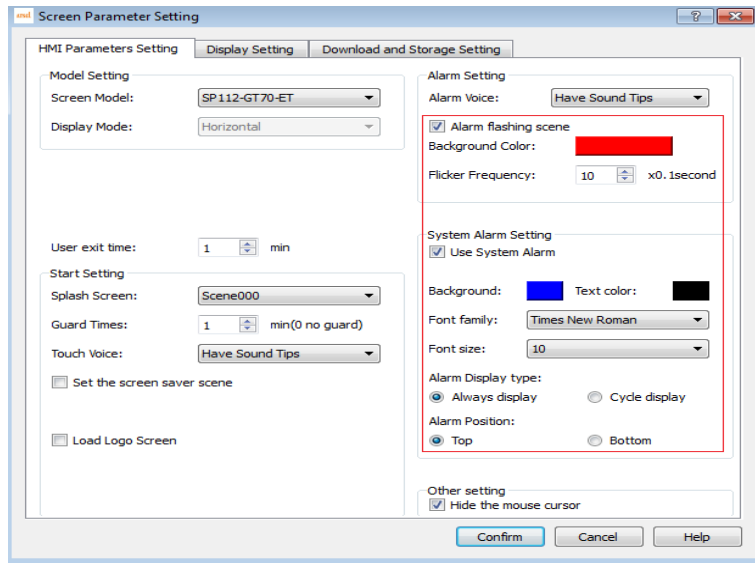 Screen Parameter Setting
HMI Parameters Setting
Display Setting
Download and Storage Setting
Model Setting
Screen Model:
SP112-GT70-ET
Display Mode:
Horizontal
User exit time:
1
min
Start Setting
Splash Screen:
Scene000
Guard Times:
1
min(0 no guard)
Touch Voice:
Have Sound Tips
Set the screen saver scene
Load Logo Screen
Alarm Setting
Alarm Voice:
Have Sound Tips
Alarm flashing scene
Background Color:
Flicker Frequency:
10
x0.1second
System Alarm Setting
Use System Alarm
Background:
Text color:
Font family:
Times New Roman
Font size:
10
Alarm Display type:
Always display
Cycle display
Alarm Position:
Top
Bottom
Other setting
Hide the mouse cursor
Confirm
Cancel
Help